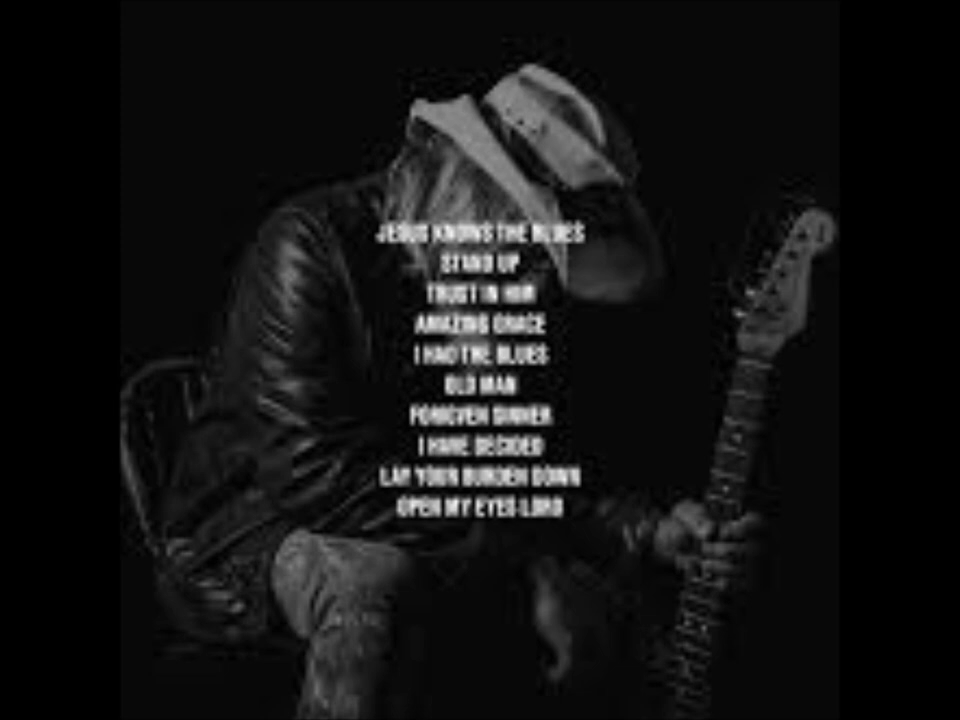 JESUS KNOWS THE BLUES
STAND UP
TRUST IN HIM
AMAZING GRACE
I HAD THE BLUES
OLD MAN
FORGIVEN SINNER
I HAVE DECIDED
LAY YOUR BURDEN DOWN
OPEN MY EYES LORD